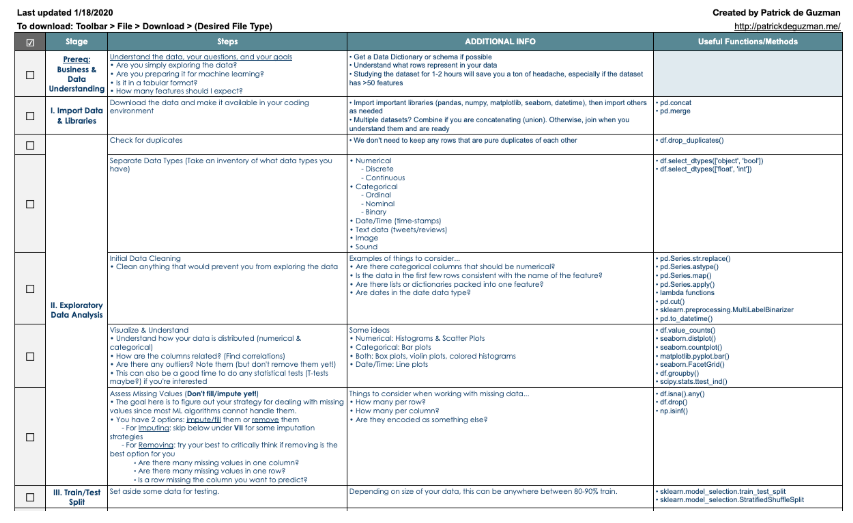 Last updated 1/18/2020
Created by Patrick de Guzman
To download: Toolbar > File > Download > (Desired File Type)
http://patrickdeguzman.me/
☑ Stage Steps ADDITIONAL INFO Useful Functions/Methods
Prereq:
Business &
Data
Understanding
Understand the data, your questions, and your goals
• Are you simply exploring the data?
• Are you preparing it for machine learning?
• Is it in a tabular format?
• How many features should I expect?
• Get a Data Dictionary or schema if possible
• Understand what rows represent in your data
• Studying the dataset for 1-2 hours will save you a ton of headache, especially if the dataset
has >50 features
I. Import Data
& Libraries
Download the data and make it available in your coding
environment
• Import important libraries (pandas, numpy, matplotlib, seaborn, datetime), then import others
as needed
• Multiple datasets? Combine if you are concatenating (union). Otherwise, join when you
understand them and are ready
• pd.concat
• pd.merge
II. Exploratory
Data Analysis
Check for duplicates
• We don't need to keep any rows that are pure duplicates of each other
• df.drop_duplicates()
Separate Data Types (Take an inventory of what data types you
have)
• Numerical
- Discrete
- Continuous
• Categorical
- Ordinal
- Nominal
- Binary
• Date/Time (time-stamps)
• Text data (tweets/reviews)
• Image
• Sound
• df.select_dtypes(['object', 'bool'])
• df.select_dtypes(['float', 'int'])
Initial Data Cleaning
• Clean anything that would prevent you from exploring the data
Examples of things to consider...
• Are there categorical columns that should be numerical?
• Is the data in the first few rows consistent with the name of the feature?
• Are there lists or dictionaries packed into one feature?
• Are dates in the date data type?
• pd.Series.str.replace()
• pd.Series.astype()
• pd.Series.map()
• pd.Series.apply()
• lambda functions
• pd.cut()
• sklearn.preprocessing.MultiLabelBinarizer
• pd.to_datetime()
Visualize & Understand
• Understand how your data is distributed (numerical &
categorical)
• How are the columns related? (Find correlations)
• Are there any outliers? Note them (but don't remove them yet!)
• This can also be a good time to do any statistical tests (T-tests
maybe?) if you're interested
Some ideas
• Numerical: Histograms & Scatter Plots
• Categorical: Bar plots
• Both: Box plots, violin plots, colored histograms
• Date/Time: Line plots
• df.value_counts()
• seaborn.distplot()
• seaborn.countplot()
• matplotlib.pyplot.bar()
• seaborn.FacetGrid()
• df.groupby()
• scipy.stats.ttest_ind()
Assess Missing Values (Don't fill/impute yet!)
• The goal here is to figure out your strategy for dealing with missing
values since most ML algorithms cannot handle them.
• You have 2 options: impute/fill them or remove them
- For Imputing: skip below under VII for some imputation
strategies
- For Removing: try your best to critically think if removing is the
best option for you
• Are there many missing values in one column?
• Are there many missing values in one row?
• Is a row missing the column you want to predict?
Things to consider when working with missing data...
• How many per row?
• How many per column?
• Are they encoded as something else?
• df.isna().any()
• df.drop()
• np.isinf()
III. Train/Test
Split
Set aside some data for testing.
Depending on size of your data, this can be anywhere between 80-90% train.
• sklearn.model_selection.train_test_split
• sklearn.model_selection.StratifiedShuffleSplit